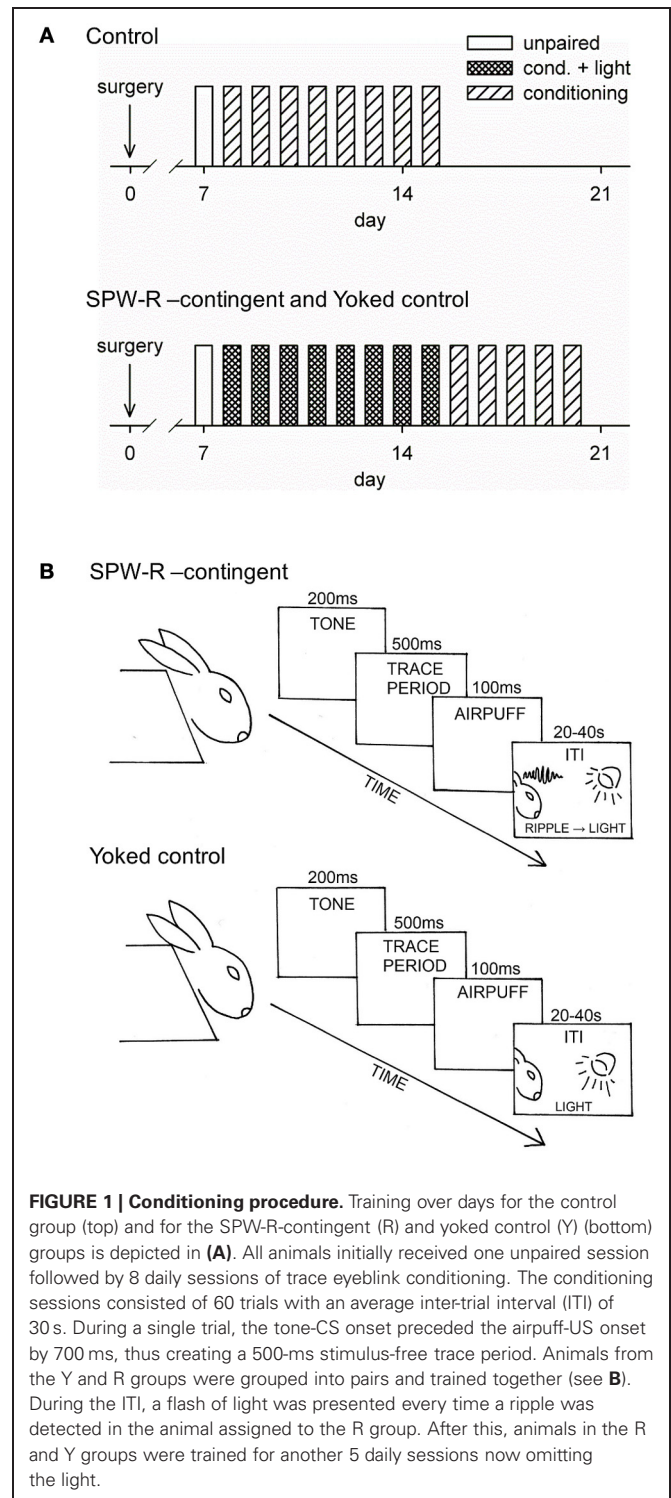 A Control
unpaired
cond. + light
conditioning
surgery
0 7 14 21
day
SPW-R –contingent and Yoked control
surgery
0 7 14 21
day
B SPW-R –contingent
200ms
TONE
500ms
TRACE
PERIOD
100ms
AIRPUFF
20-40s
ITI
RIPPLE → LIGHT
TIME
Yoked control
200ms
TONE
500ms
TRACE
PERIOD
100ms
AIRPUFF
20-40s
ITI
LIGHT
TIME
FIGURE 1 | Conditioning procedure. Training over days for the control
group (top) and for the SPW-R-contingent (R) and yoked control (Y) (bottom)
groups is depicted in (A). All animals initially received one unpaired session
followed by 8 daily sessions of trace eyeblink conditioning. The conditioning
sessions consisted of 60 trials with an average inter-trial interval (ITI) of
30 s. During a single trial, the tone-CS onset preceded the airpuff-US onset
by 700 ms, thus creating a 500-ms stimulus-free trace period. Animals from
the Y and R groups were grouped into pairs and trained together (see B).
During the ITI, a flash of light was presented every time a ripple was
detected in the animal assigned to the R group. After this, animals in the R
and Y groups were trained for another 5 daily sessions now omitting
the light.